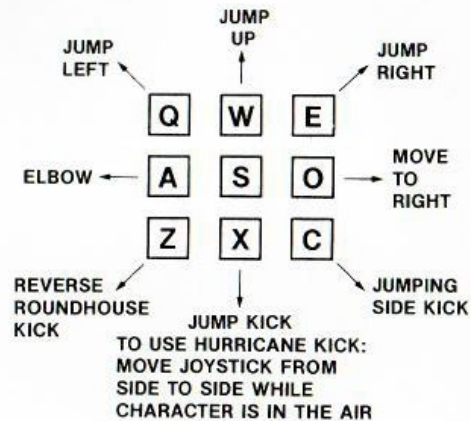 JUMP
UP
JUMP
LEFT
JUMP
RIGHT
Q W E
ELBOW
A S O
MOVE
TO
RIGHT
Z X C
REVERSE
ROUNDHOUSE
KICK
JUMPING
SIDE KICK
JUMP KICK
TO USE HURRICANE KICK:
MOVE JOYSTICK FROM
SIDE TO SIDE WHILE
CHARACTER IS IN THE AIR